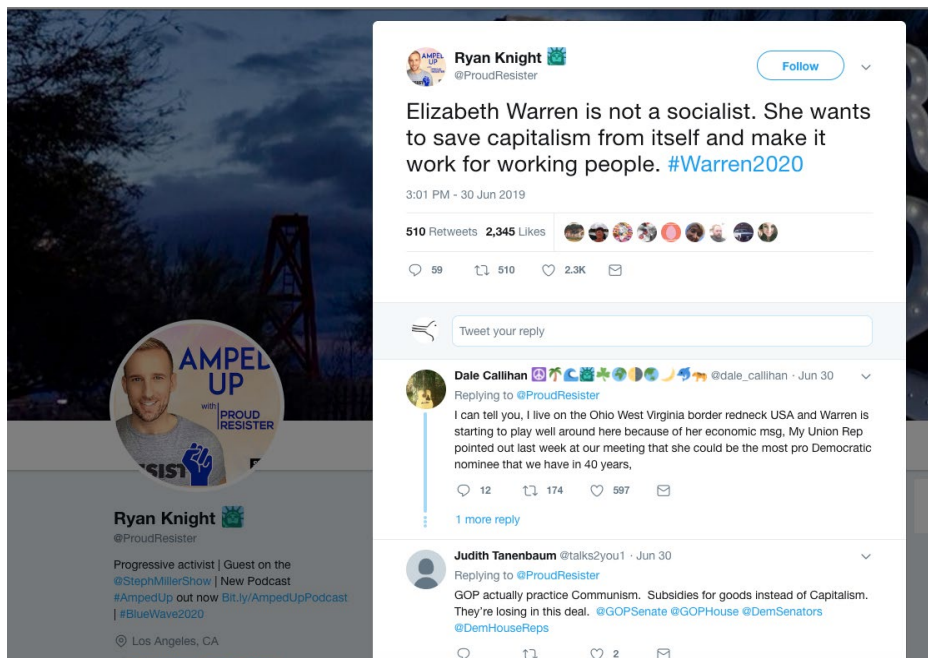 Ryan Knight
@ProudResister
Follow
Elizabeth Warren is not a socialist. She wants
to save capitalism from itself and make it
work for working people. #Warren2020
3:01 PM - 30 Jun 2019
510 Retweets 2,345 Likes
59 510 2.3K
Tweet your reply
Dale Callihan @dale_callihan · Jun 30
Replying to @ProudResister
I can tell you, I live on the Ohio West Virginia border redneck USA and Warren is
starting to play well around here because of her economic msg, My Union Rep
pointed out last week at our meeting that she could be the most pro Democratic
nominee that we have in 40 years,
12 174 597
1 more reply
Judith Tanenbaum @talks2you1 · Jun 30
Replying to @ProudResister
GOP actually practice Communism. Subsidies for goods instead of Capitalism.
They're losing in this deal. @GOPSenate @GOPHouse @DemSenators
@DemHouseReps
2
AMPED
UP
with PROUD
RESISTER
Ryan Knight
@ProudResister
Progressive activist | Guest on the
@StephMillerShow | New Podcast
#AmpedUp out now Bit.ly/AmpedUpPodcast
| #BlueWave2020
Los Angeles, CA